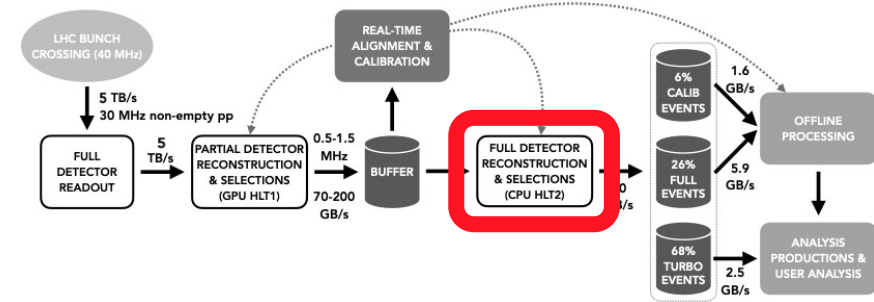 LHC BUNCH
CROSSING (40 MHz)
5 TB/s
30 MHz non-empty pp
FULL
DETECTOR
READOUT
5
TB/s
PARTIAL DETECTOR
RECONSTRUCTION
& SELECTIONS
(GPU HLT1)
0.5-1.5
MHz
70-200
GB/s
REAL-TIME
ALIGNMENT &
CALIBRATION
BUFFER
FULL DETECTOR
RECONSTRUCTION
& SELECTIONS
(CPU HLT2)
6%
CALIB
EVENTS
26%
FULL
EVENTS
68%
TURBO
EVENTS
1.6
GB/s
5.9
GB/s
2.5
GB/s
OFFLINE
PROCESSING
ANALYSIS
PRODUCTIONS &
USER ANALYSIS